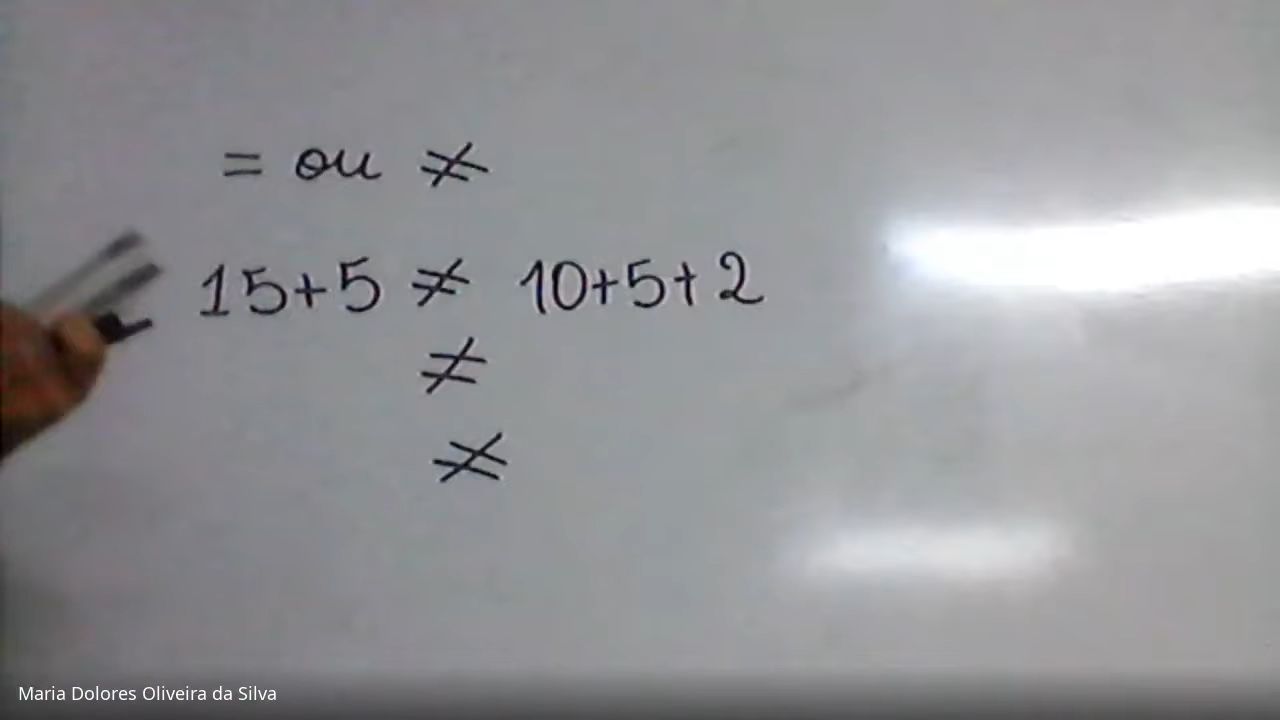 = ou ≠
15+5 ≠ 10+5+2
≠
≠
Maria Dolores Oliveira da Silva